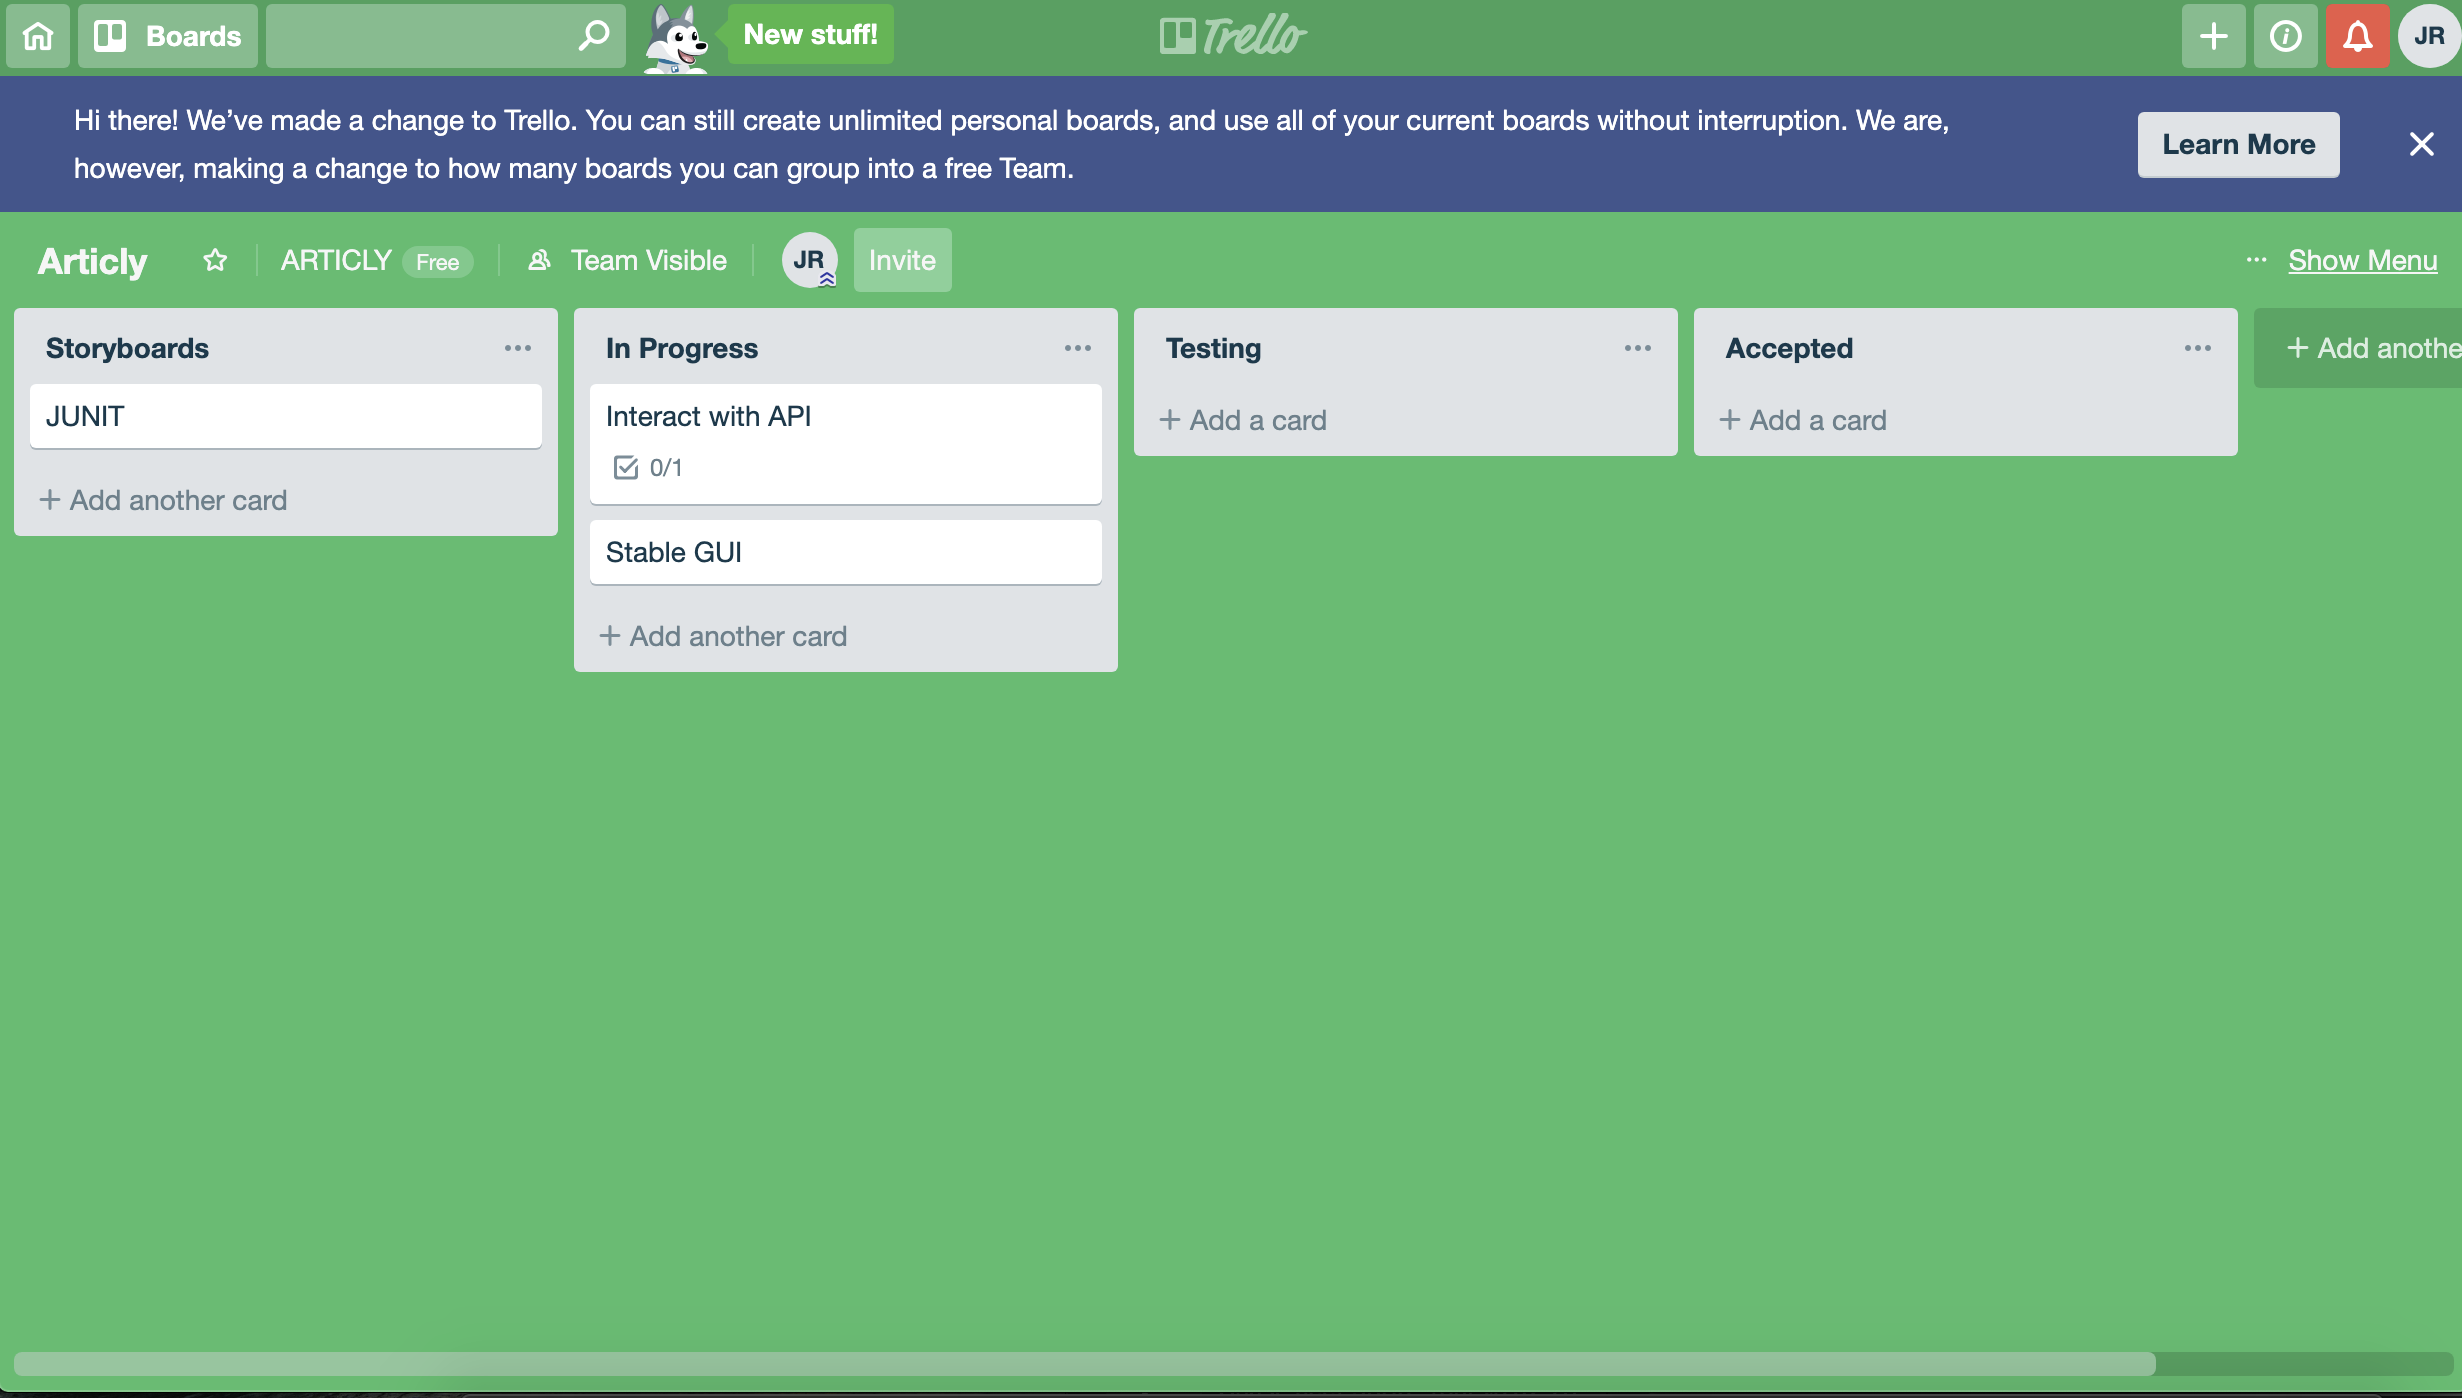 Boards
New stuff!
Trello
JR
Hi there! We’ve made a change to Trello. You can still create unlimited personal boards, and use all of your current boards without interruption. We are,
however, making a change to how many boards you can group into a free Team.
Learn More
Articly
ARTICLY
Free
Team Visible
JR
Invite
Show Menu
Storyboards
JUNIT
Add another card
In Progress
Interact with API
0/1
Stable GUI
Add another card
Testing
Add a card
Accepted
Add a card
Add anothe